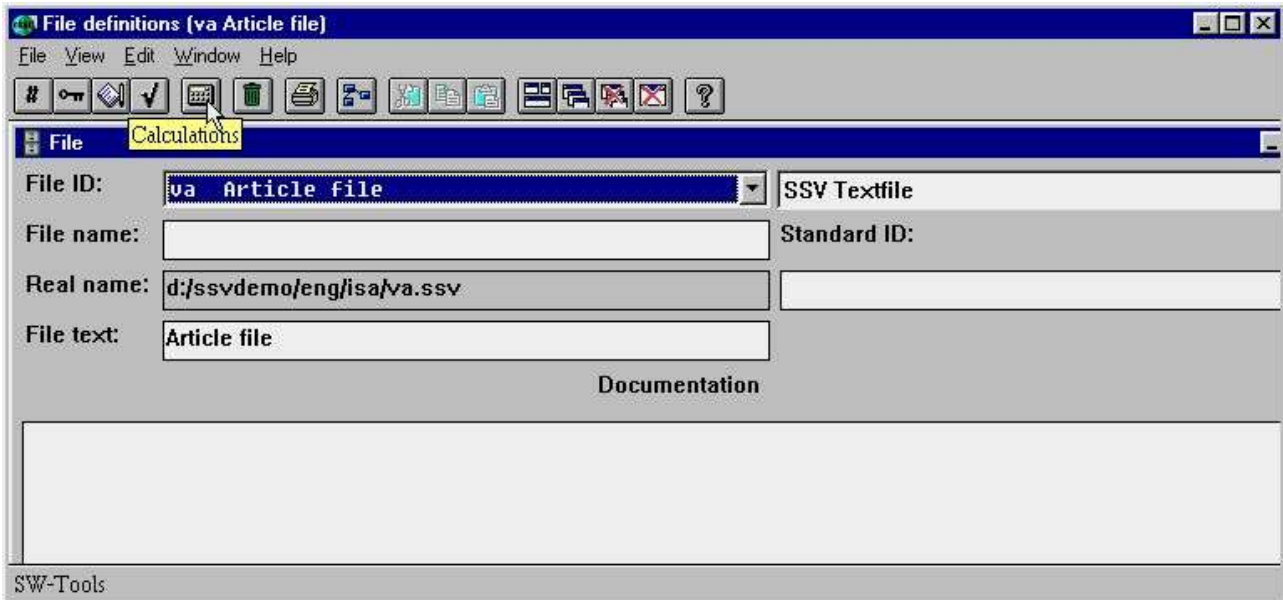 File definitions (va Article file)
File View Edit Window Help
# ?
Calculations
File
File ID: va Article file SSV Textfile
File name: Standard ID:
Real name: d:/ssvdemo/eng/isa/va.ssv
File text: Article file
Documentation
SW-Tools